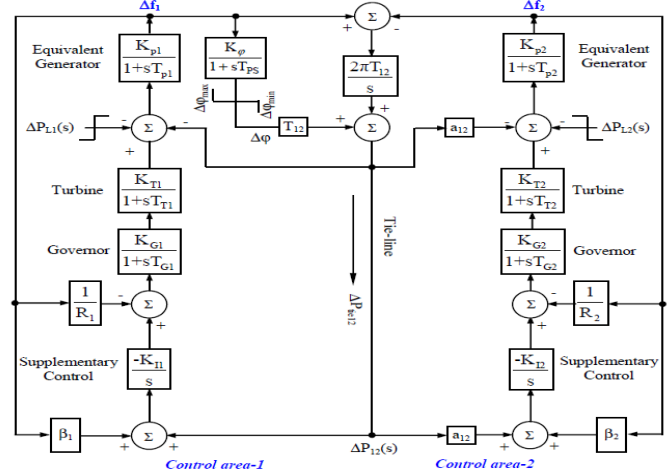 Δf₁
Δf₂
Σ
+
-
Equivalent
Generator
K_p1
1+sT_p1
K_φ
1+sT_PS
2πT₁₂
s
K_p2
1+sT_p2
Equivalent
Generator
Δφmax
Δφmin
ΔP_L1(s)
-
Σ
-
+
Δφ
T₁₂
+
+
Σ
a₁₂
-
Σ
-
+
ΔP_L2(s)
Turbine
K_T1
1+sT_T1
Tie-line
K_T2
1+sT_T2
Turbine
Governor
K_G1
1+sT_G1
ΔP_tie12
K_G2
1+sT_G2
Governor
1
R₁
-
Σ
+
Σ
-
+
1
R₂
Supplementary
Control
-K_I1
s
-K_I2
s
Supplementary
Control
β₁
+
Σ
+
ΔP₁₂(s)
a₁₂
+
Σ
+
β₂
Control area-1
Control area-2